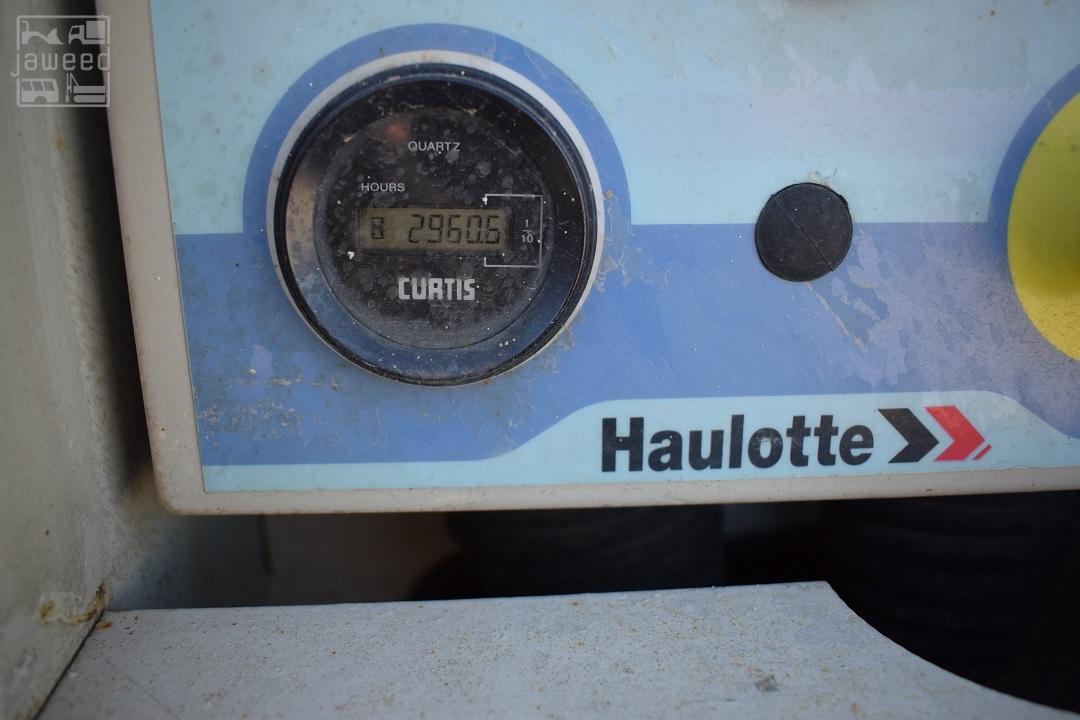 jaweed
QUARTZ
HOURS
2960.6
1
10
CURTIS
Haulotte